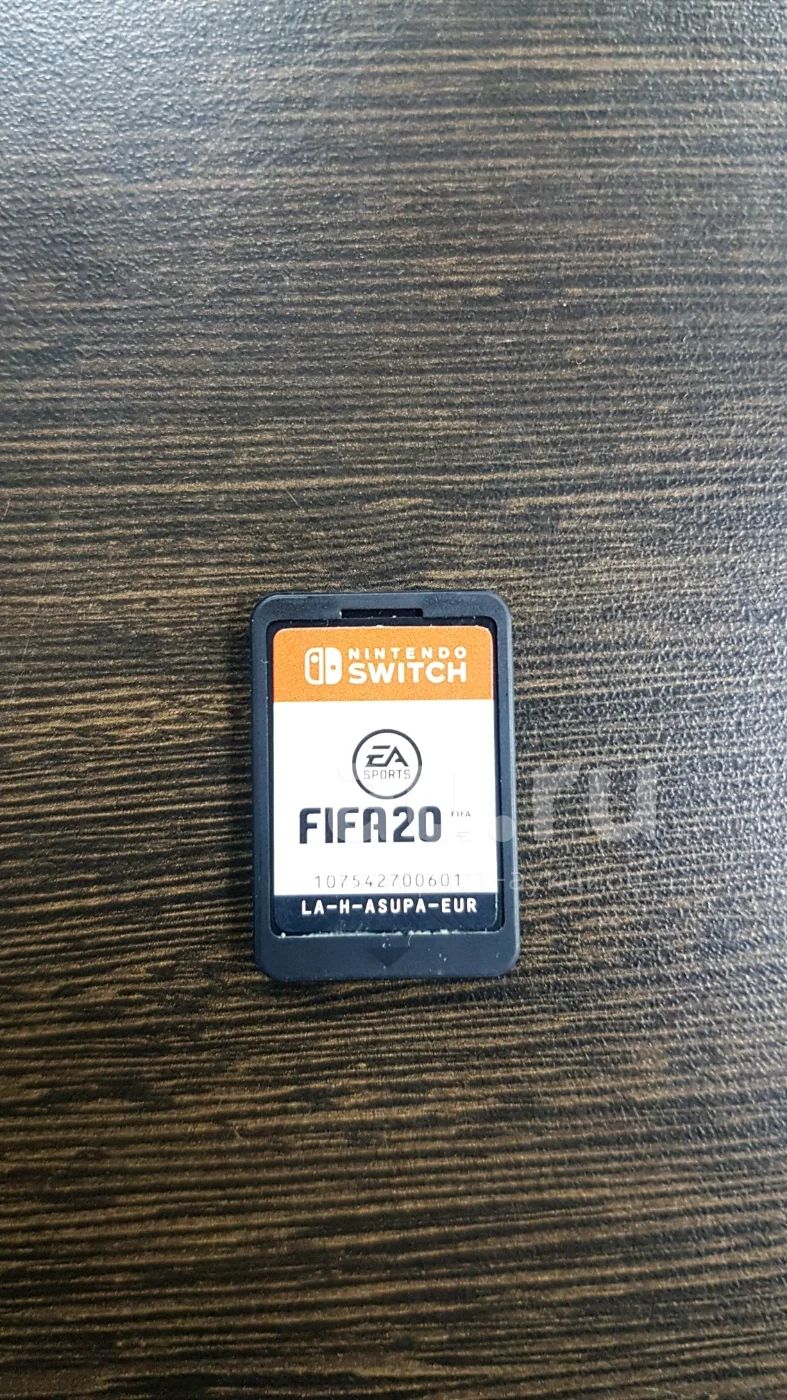 NINTENDO
SWITCH
EA
SPORTS
FIFA20
FIFA
107542700601
LA-H-ASUPA-EUR